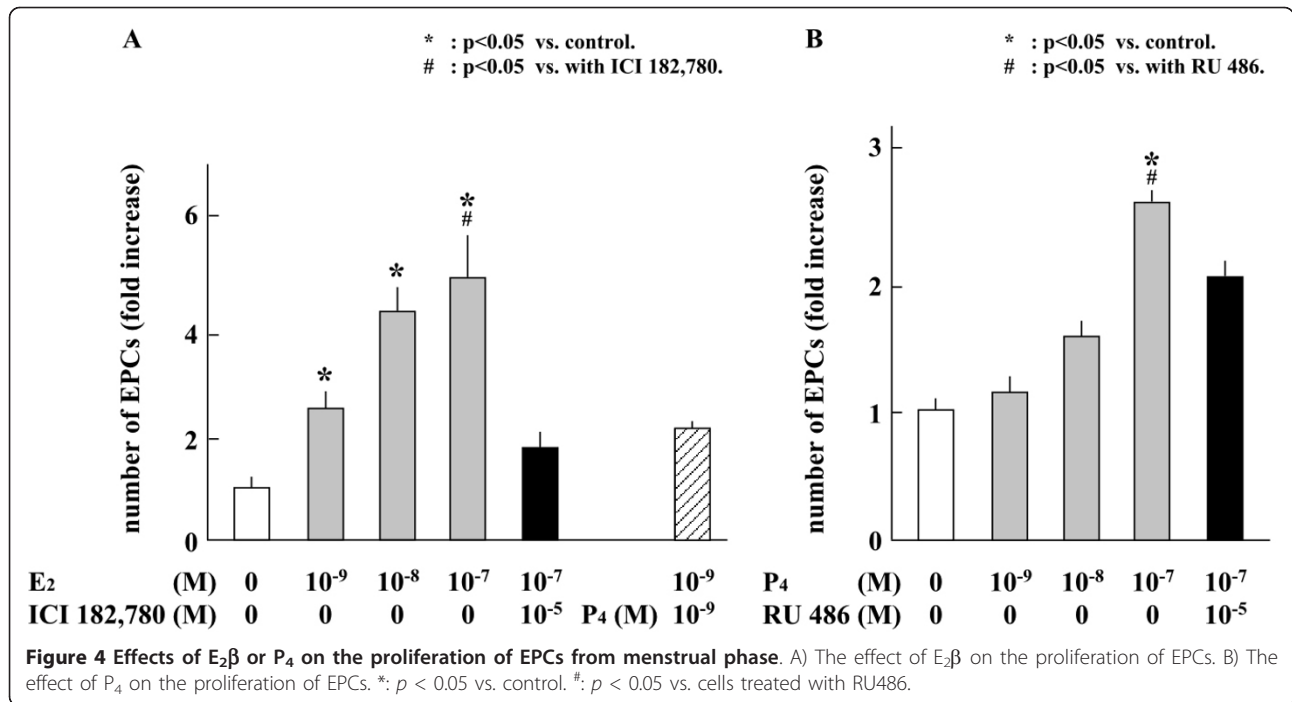 A
* : p<0.05 vs. control.
# : p<0.05 vs. with ICI 182,780.
number of EPCs (fold increase)
6
4
2
0
*
*
*
#
E₂ (M) 0 10⁻⁹ 10⁻⁸ 10⁻⁷ 10⁻⁷ 10⁻⁹
ICI 182,780 (M) 0 0 0 0 10⁻⁵ P₄ (M) 10⁻⁹
B
* : p<0.05 vs. control.
# : p<0.05 vs. with RU 486.
number of EPCs (fold increase)
3
2
1
0
*
#
P₄ (M) 0 10⁻⁹ 10⁻⁸ 10⁻⁷ 10⁻⁷
RU 486 (M) 0 0 0 0 10⁻⁵
Figure 4 Effects of E₂β or P₄ on the proliferation of EPCs from menstrual phase. A) The effect of E₂β on the proliferation of EPCs. B) The
effect of P₄ on the proliferation of EPCs. *: p < 0.05 vs. control. #: p < 0.05 vs. cells treated with RU486.